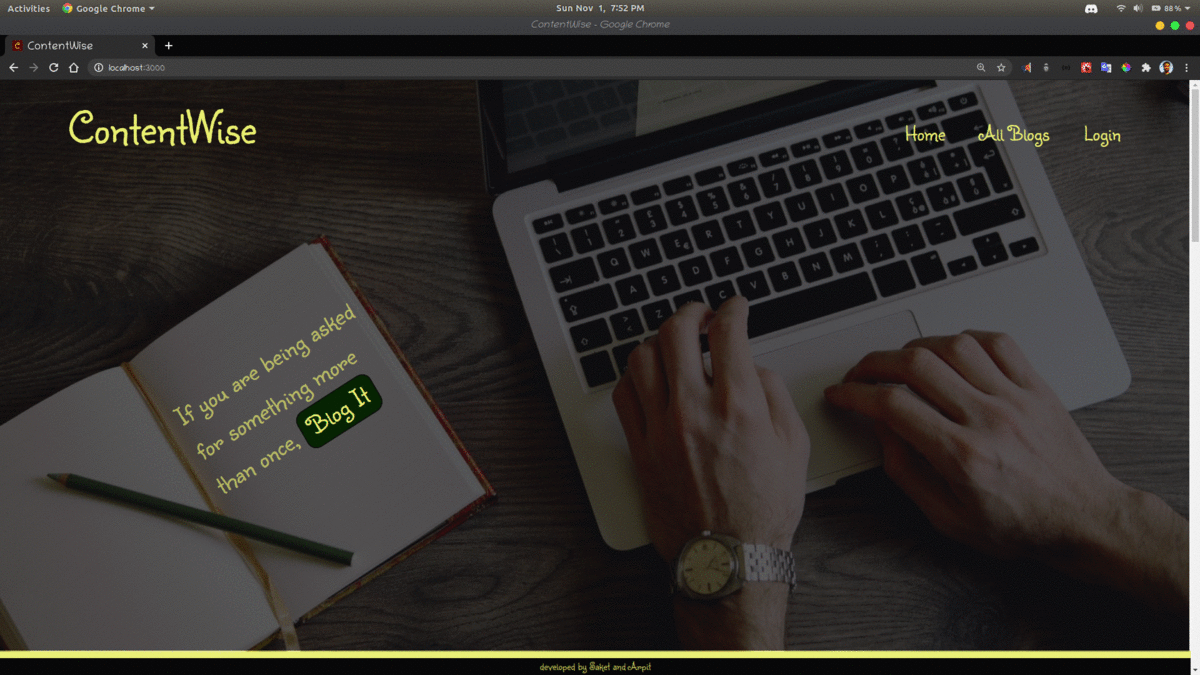 Activities Google Chrome Sun Nov 1, 7:52 PM 88 %
ContentWise - Google Chrome
ContentWise
localhost:3000
ContentWise Home All Blogs Login
If you are being asked
for something more
than once, Blog It
developed by Saket and Arpit